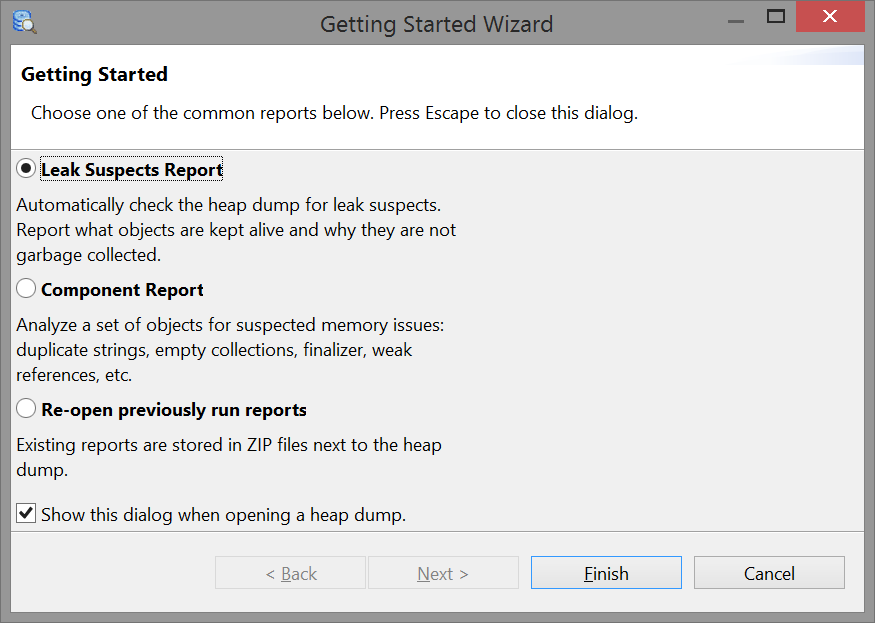 Getting Started Wizard
Getting Started
Choose one of the common reports below. Press Escape to close this dialog.
Leak Suspects Report
Automatically check the heap dump for leak suspects.
Report what objects are kept alive and why they are not
garbage collected.
Component Report
Analyze a set of objects for suspected memory issues:
duplicate strings, empty collections, finalizer, weak
references, etc.
Re-open previously run reports
Existing reports are stored in ZIP files next to the heap
dump.
Show this dialog when opening a heap dump.
< Back Next > Finish Cancel